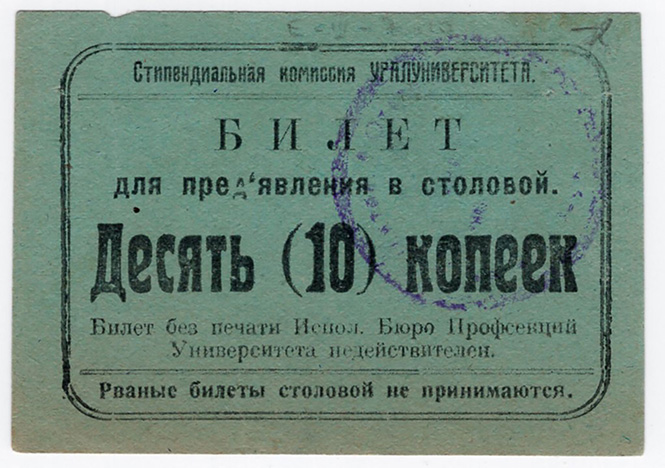 Стипендиальная комиссия УРАЛУНИВЕРСИТЕТА.
БИЛЕТ
для пред'явления в столовой.
Десять (10) копеек
Билет без печати Испол. Бюро Профсекций
Университета недействителен.
Рваные билеты столовой не принимаются.